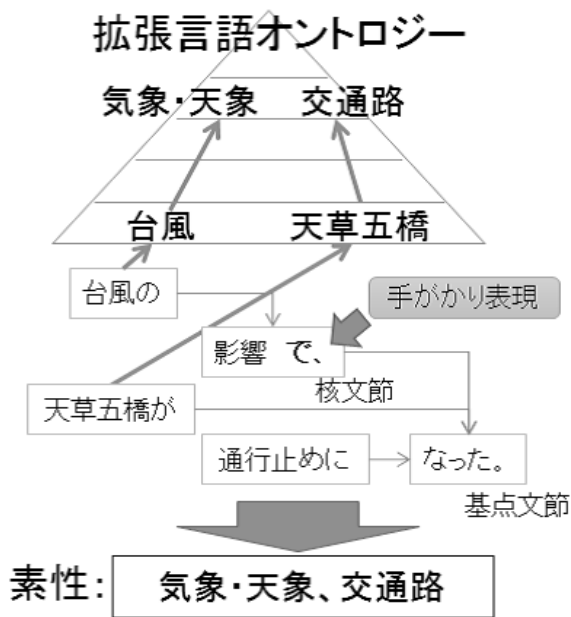 拡張言語オントロジー
気象・天象　交通路
台風　天草五橋
台風の
手がかり表現
影響 で、
核文節
天草五橋が
通行止めに
なった。
基点文節
素性: 気象・天象、交通路